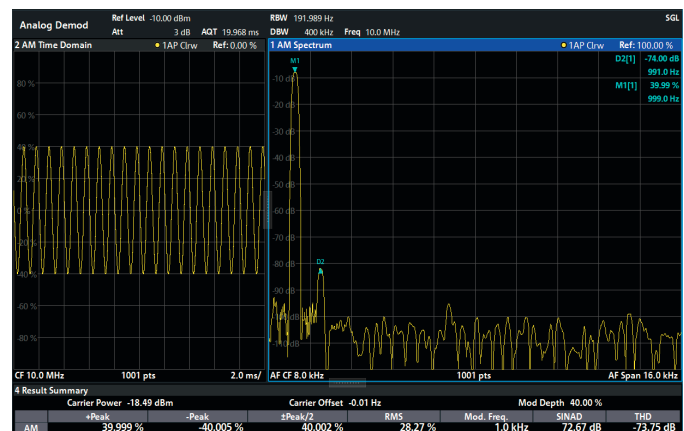 Analog Demod
Ref Level -10.00 dBm RBW 191.989 Hz SGL
Att 3 dB AQT 19.968 ms DBW 400 kHz Freq 10.0 MHz
2 AM Time Domain 1AP Clrw Ref: 0.00 %
1 AM Spectrum 1AP Clrw Ref: 100.00 %
D2[1] -74.00 dB
991.0 Hz
M1[1] 39.99 %
999.0 Hz
M1
D2
80 %
60 %
40 %
20 %
0 %
-20 %
-40 %
-60 %
-80 %
-10 dB
-20 dB
-30 dB
-40 dB
-50 dB
-60 dB
-70 dB
-80 dB
-90 dB
-100 dB
-110 dB
CF 10.0 MHz 1001 pts 2.0 ms/
AF CF 8.0 kHz 1001 pts AF Span 16.0 kHz
4 Result Summary
Carrier Power -18.49 dBm Carrier Offset -0.01 Hz Mod Depth 40.00 %
+Peak -Peak ±Peak/2 RMS Mod. Freq. SINAD THD
AM 39.999 % -40.005 % 40.002 % 28.27 % 1.0 kHz 72.67 dB -73.75 dB